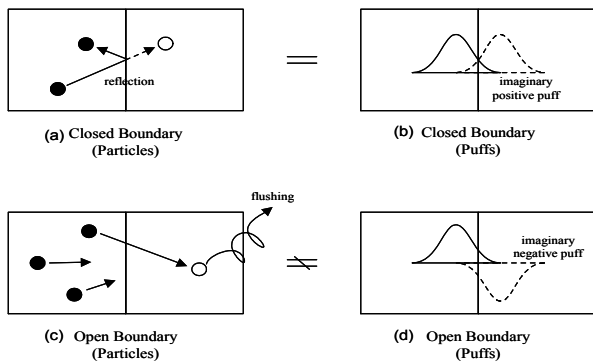 reflection
imaginary
positive puff
(a) Closed Boundary
(Particles)
(b) Closed Boundary
(Puffs)
flushing
imaginary
negative puff
(c) Open Boundary
(Particles)
(d) Open Boundary
(Puffs)